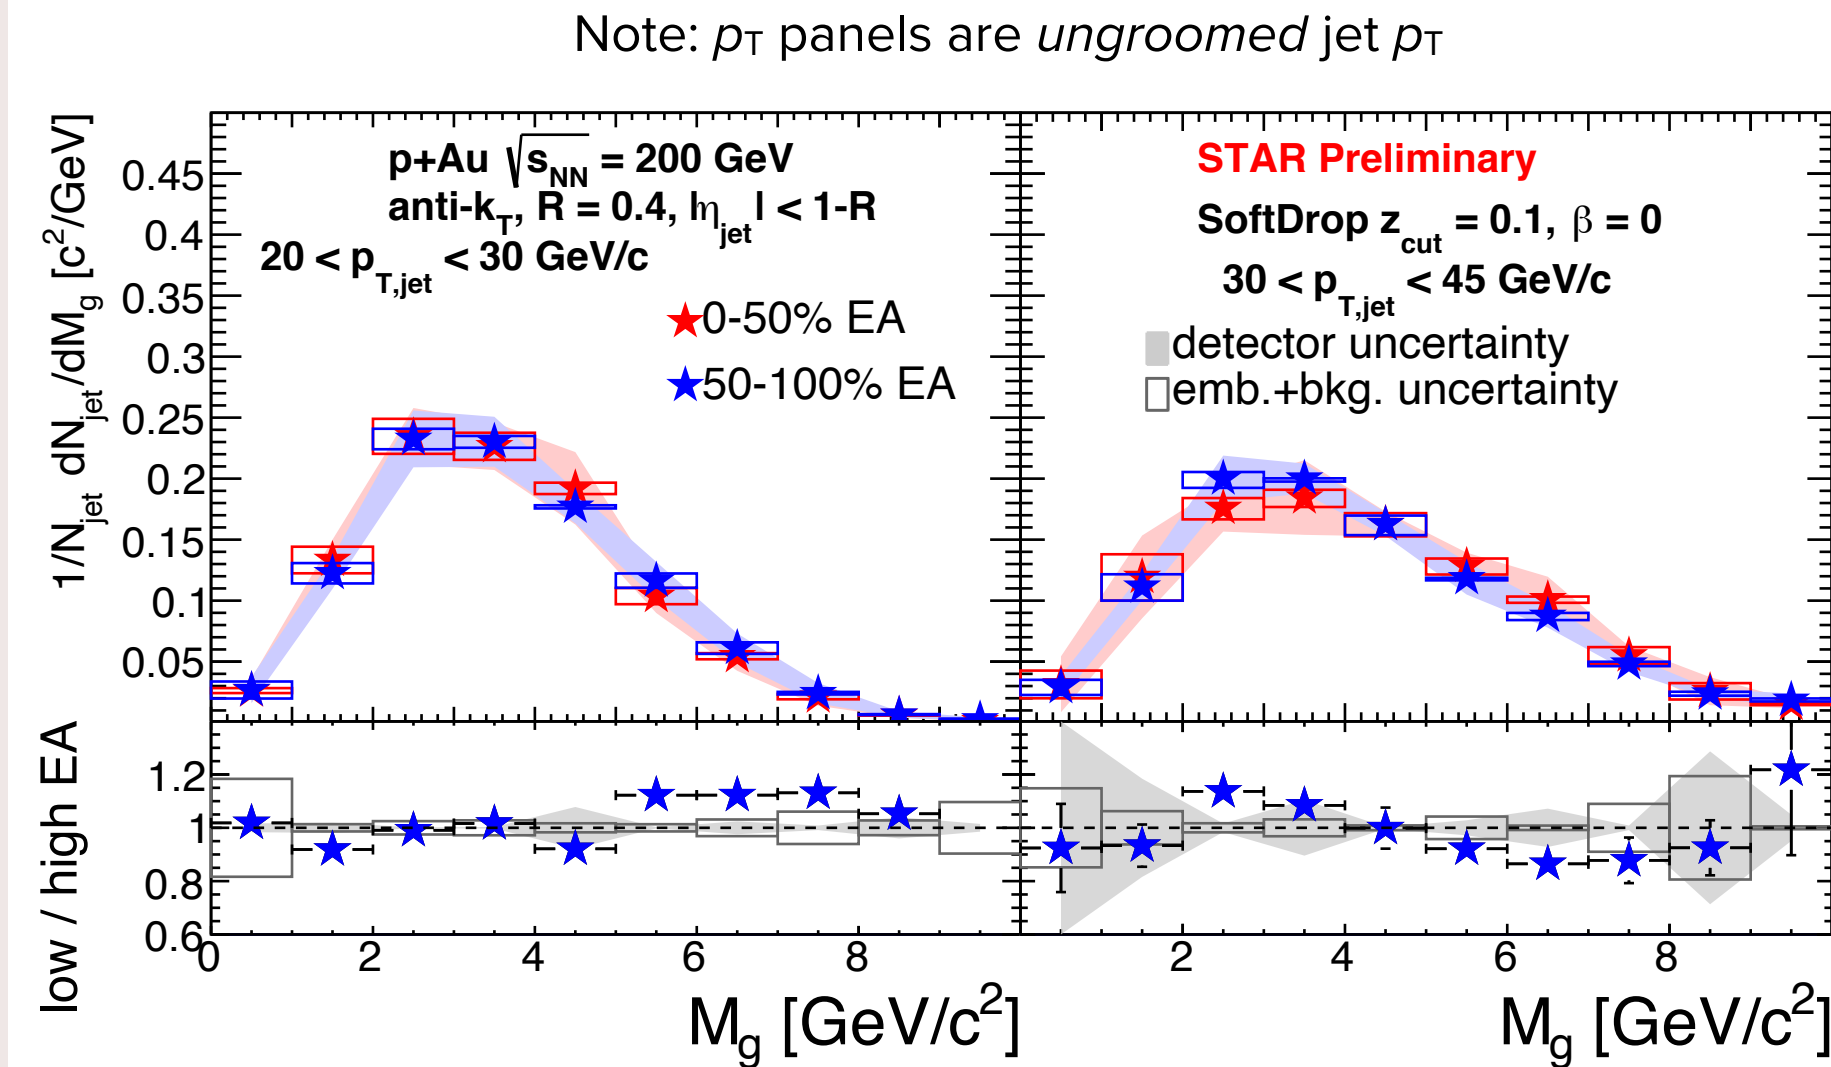 Note: pT panels are ungroomed jet pT
1/Njet dNjet/dMg [c²/GeV]
0.45
0.4
0.35
0.3
0.25
0.2
0.15
0.1
0.05
p+Au √sNN = 200 GeV
anti-kT, R = 0.4, |ηjet| < 1-R
20 < pT,jet < 30 GeV/c
0-50% EA
50-100% EA
STAR Preliminary
SoftDrop zcut = 0.1, β = 0
30 < pT,jet < 45 GeV/c
detector uncertainty
emb.+bkg. uncertainty
low / high EA
1.2
1
0.8
0.6
0 2 4 6 8
2 4 6 8
Mg [GeV/c²]
Mg [GeV/c²]